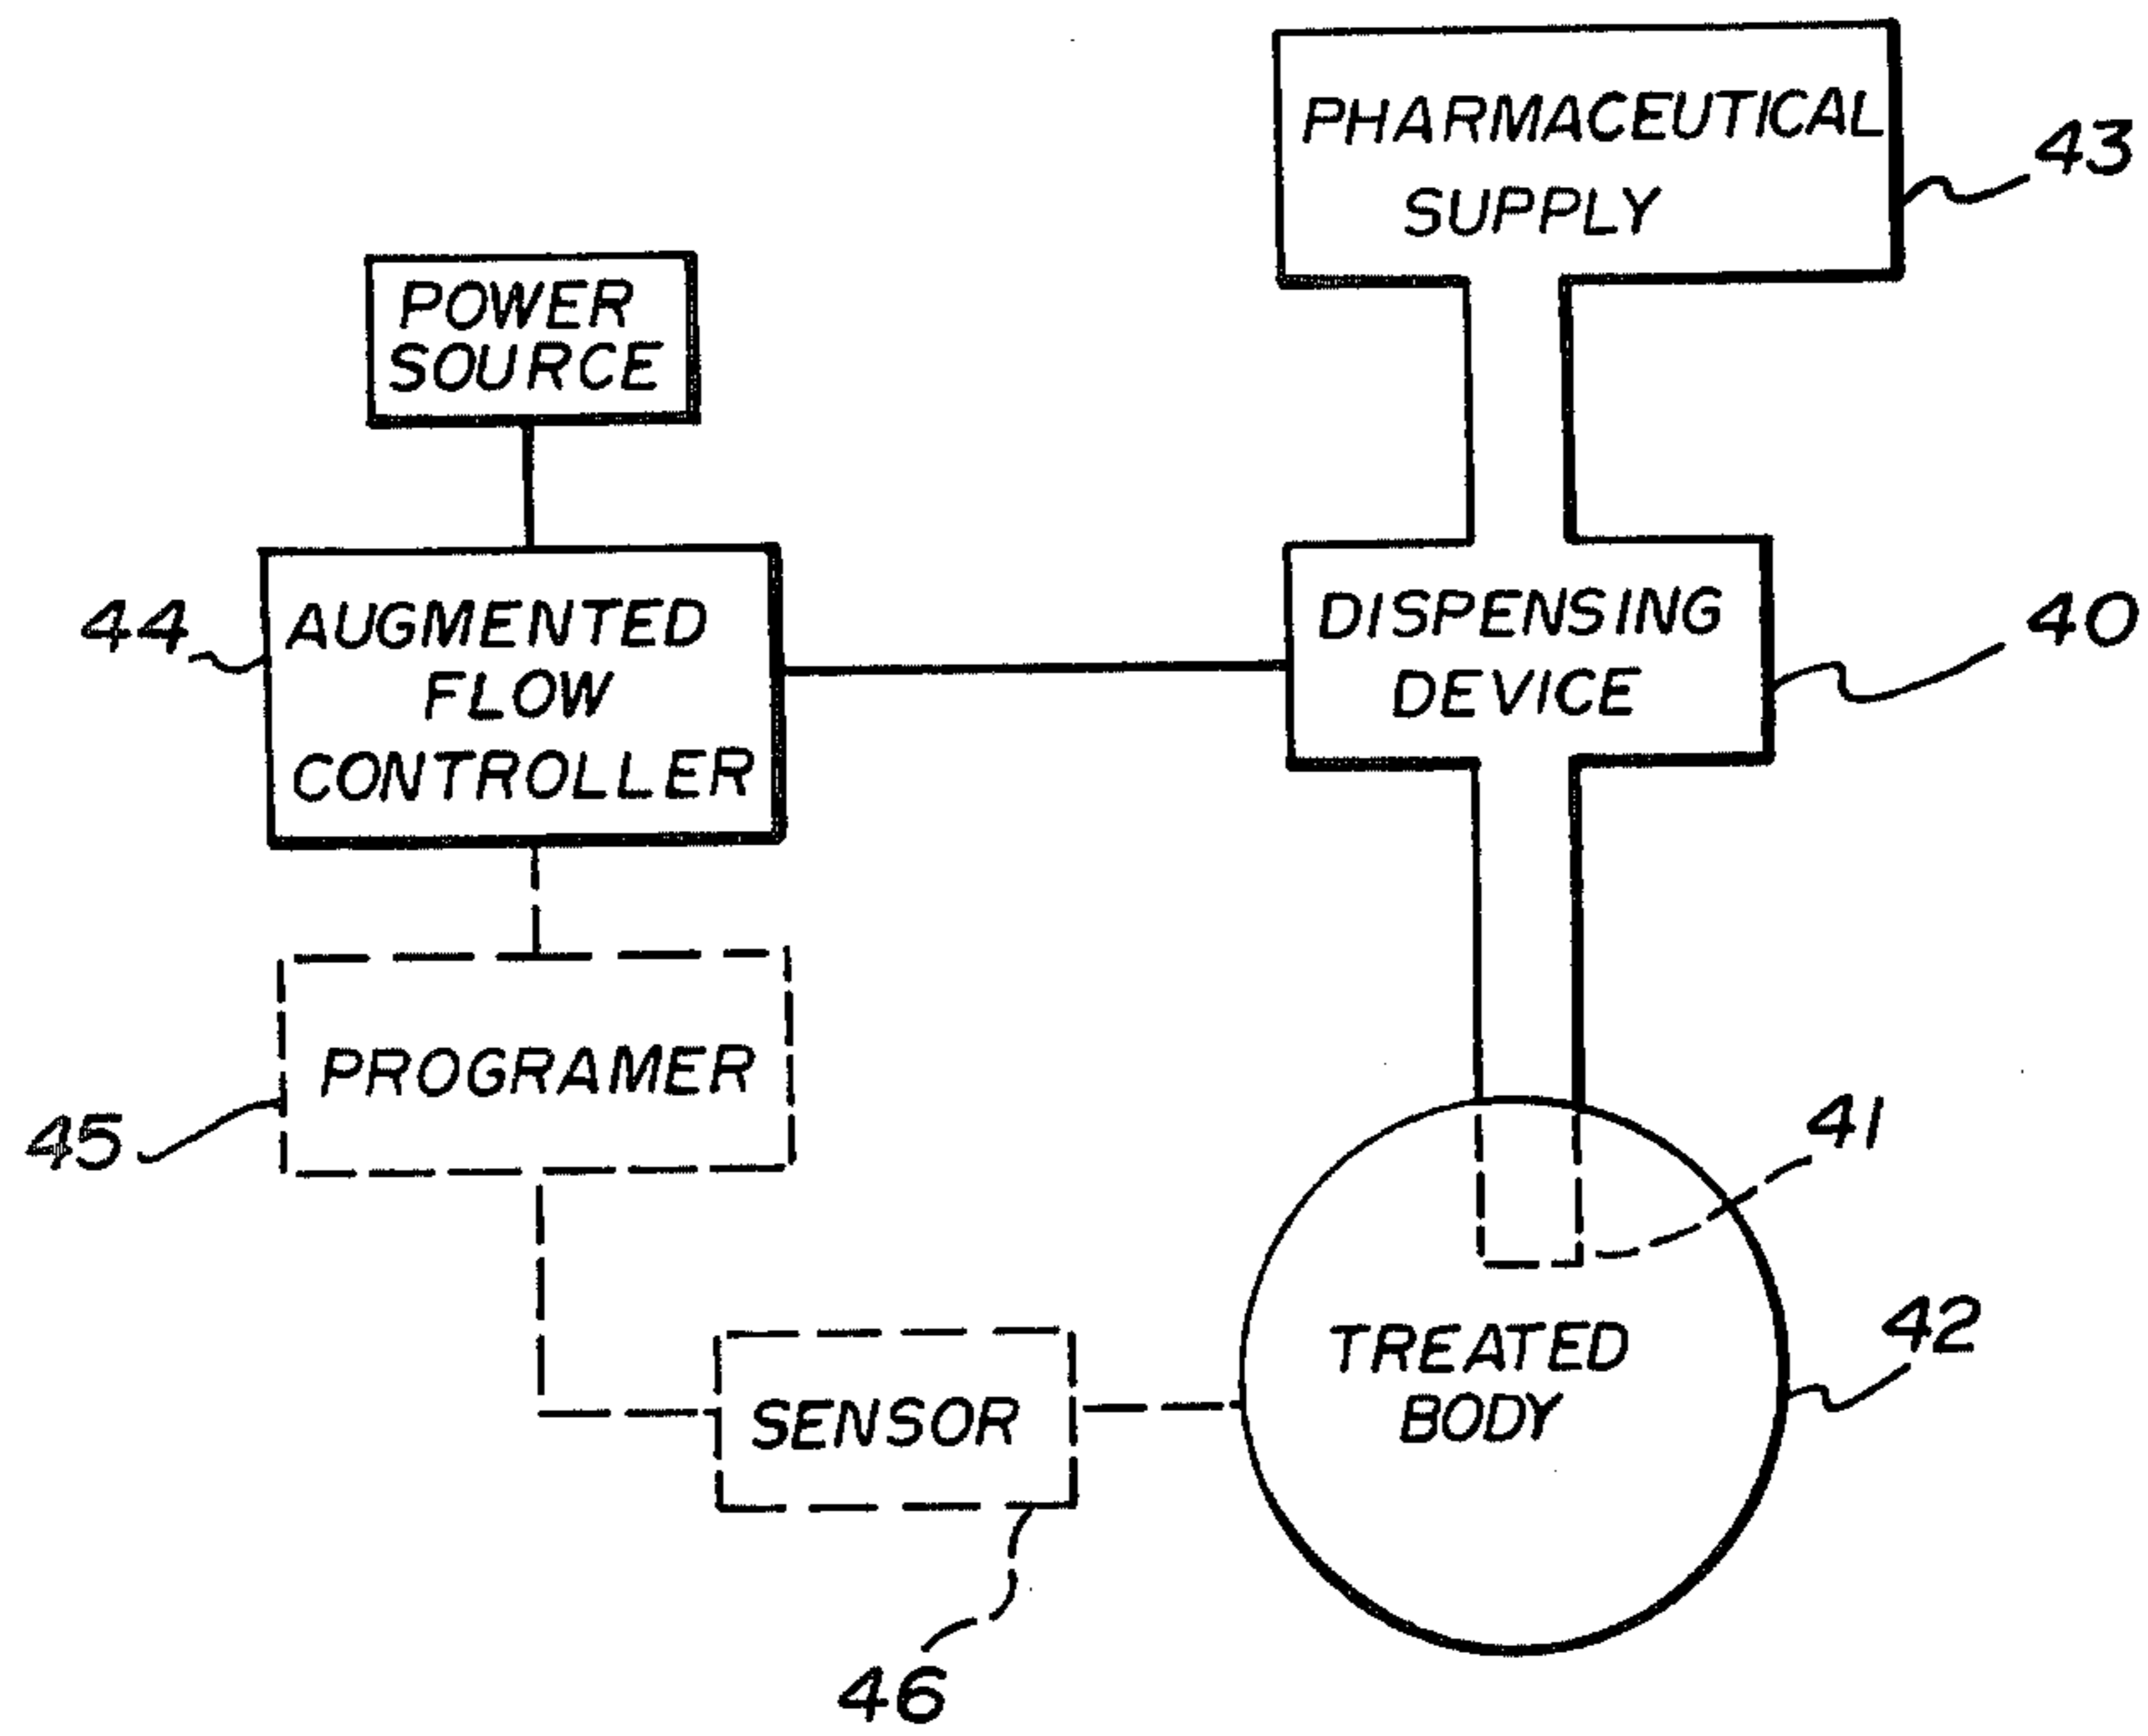 PHARMACEUTICAL
SUPPLY
43
POWER
SOURCE
44
AUGMENTED
FLOW
CONTROLLER
DISPENSING
DEVICE
40
PROGRAMER
45
41
TREATED
BODY
42
SENSOR
46